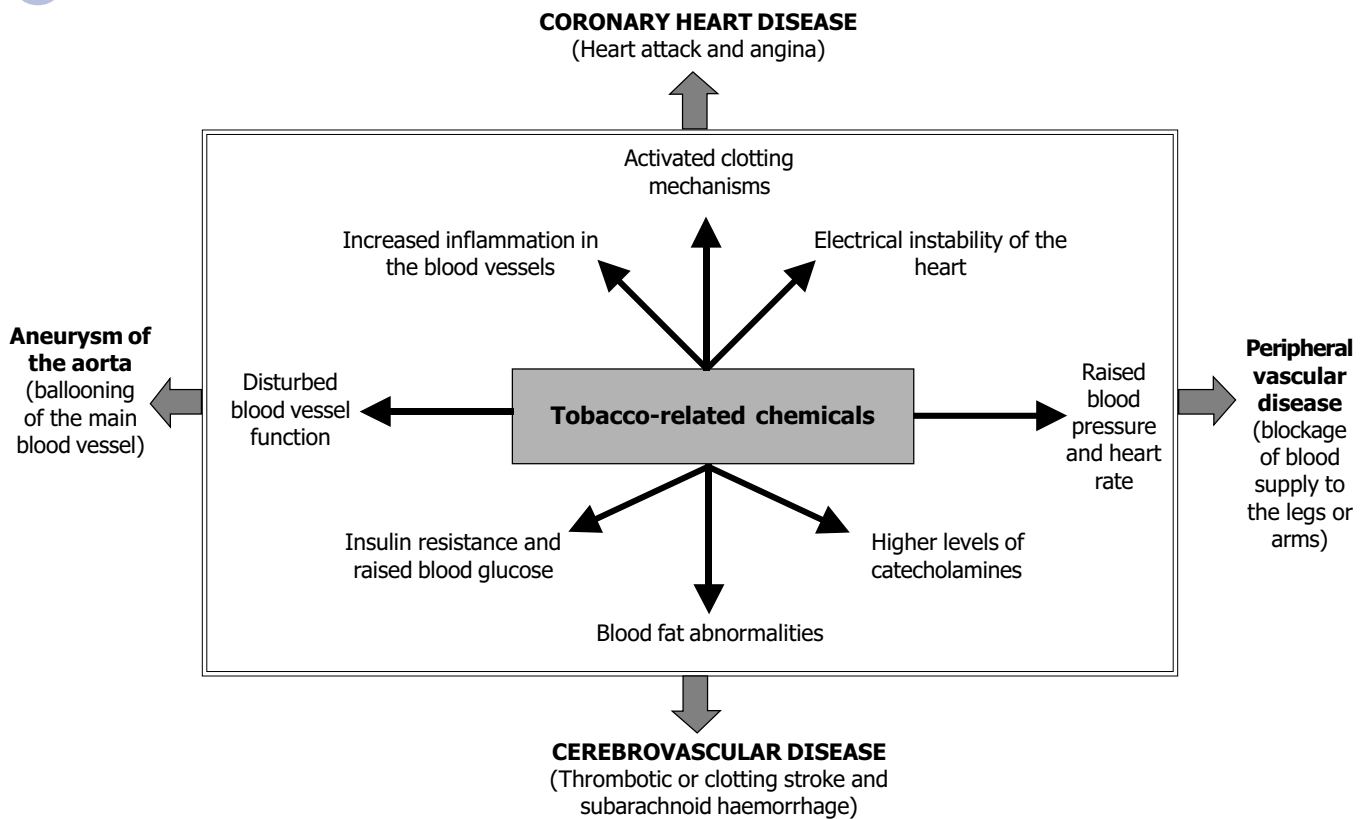 CORONARY HEART DISEASE
(Heart attack and angina)
Activated clotting
mechanisms
Increased inflammation in
the blood vessels
Electrical instability of the
heart
Aneurysm of
the aorta
(ballooning
of the main
blood vessel)
Disturbed
blood vessel
function
Tobacco-related chemicals
Raised
blood
pressure
and heart
rate
Peripheral
vascular
disease
(blockage
of blood
supply to
the legs or
arms)
Insulin resistance and
raised blood glucose
Higher levels of
catecholamines
Blood fat abnormalities
CEREBROVASCULAR DISEASE
(Thrombotic or clotting stroke and
subarachnoid haemorrhage)